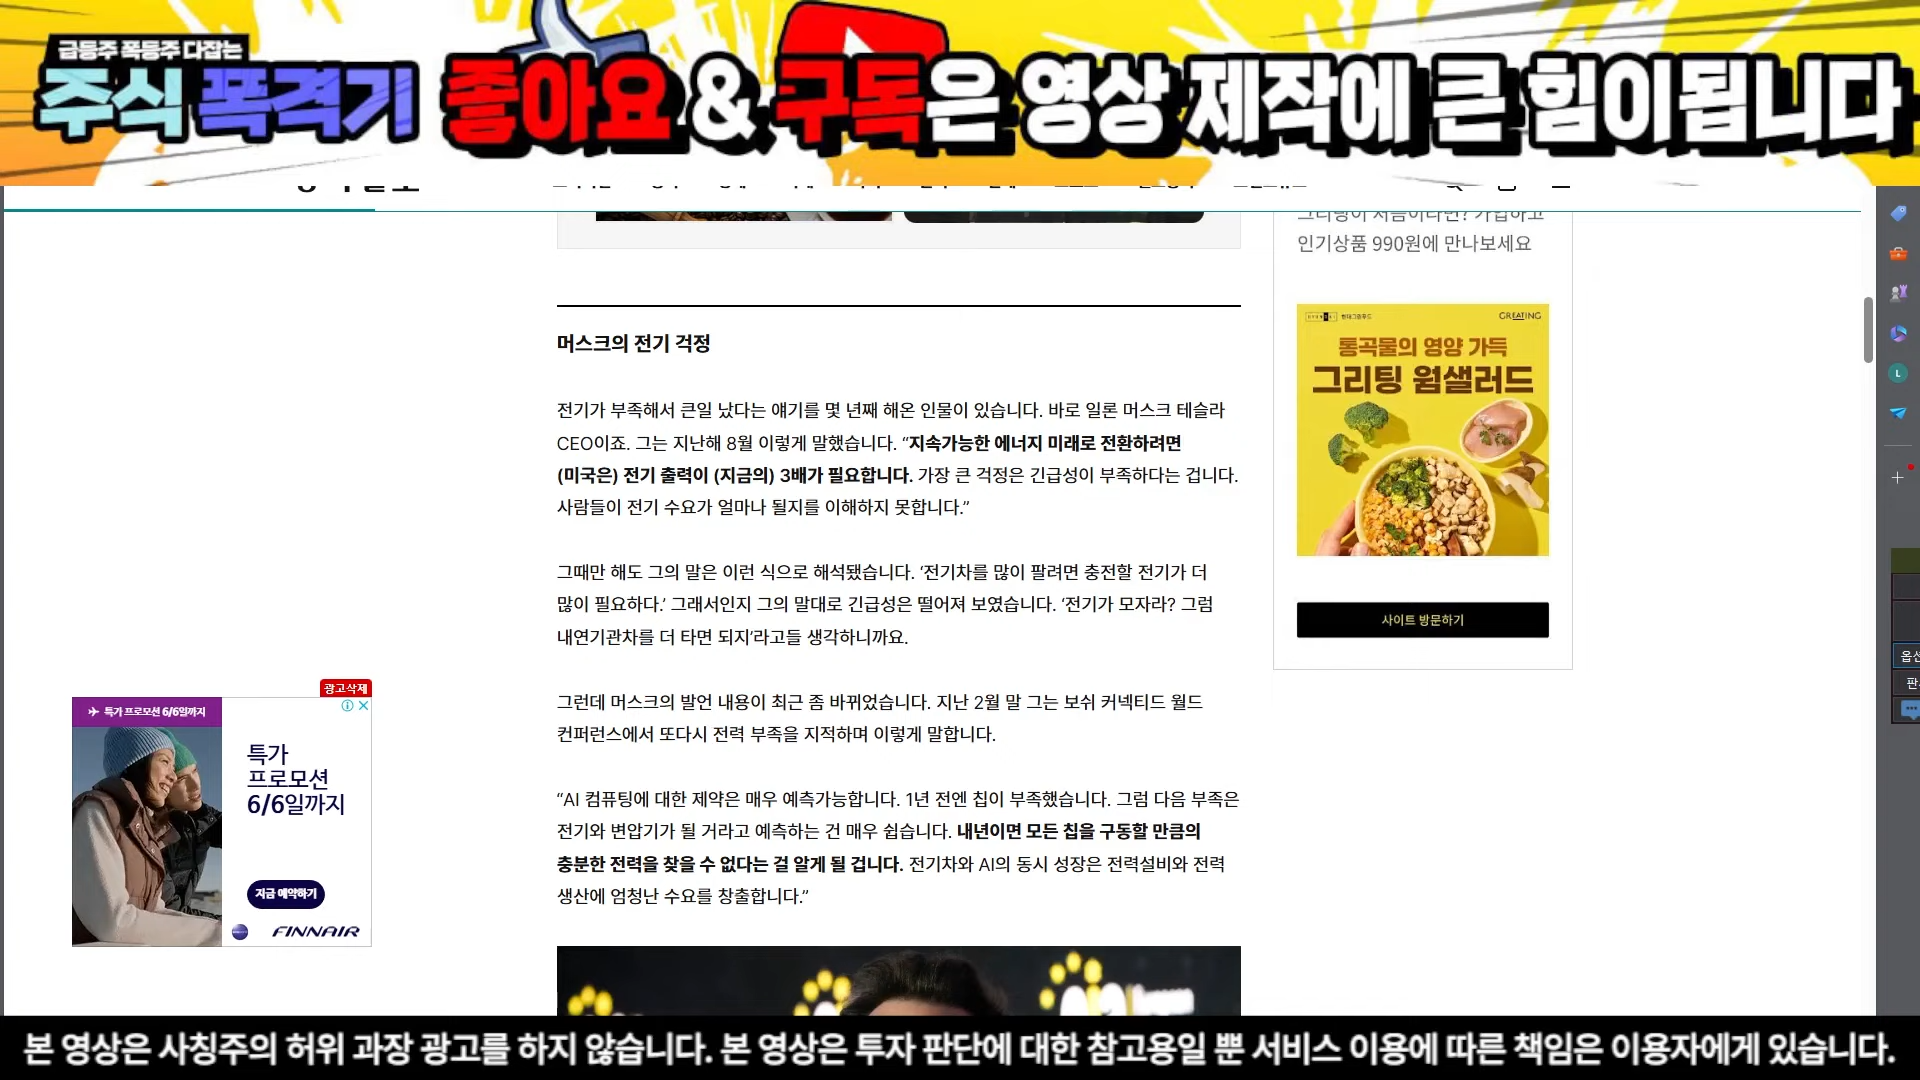 급등주 폭등주 다잡는
주식 폭격기 좋아요 & 구독은 영상 제작에 큰 힘이됩니다
그리팅이 처음이라면? 가입하고
인기상품 990원에 만나보세요
머스크의 전기 걱정
전기가 부족해서 큰일 났다는 얘기를 몇 년째 해온 인물이 있습니다. 바로 일론 머스크 테슬라
CEO이죠. 그는 지난해 8월 이렇게 말했습니다. “지속가능한 에너지 미래로 전환하려면
(미국은) 전기 출력이 (지금의) 3배가 필요합니다. 가장 큰 걱정은 긴급성이 부족하다는 겁니다.
사람들이 전기 수요가 얼마나 될지를 이해하지 못합니다.”
그때만 해도 그의 말은 이런 식으로 해석됐습니다. ‘전기차를 많이 팔려면 충전할 전기가 더
많이 필요하다.’ 그래서인지 그의 말대로 긴급성은 떨어져 보였습니다. ‘전기가 모자라? 그럼
내연기관차를 더 타면 되지’라고들 생각하니까요.
그런데 머스크의 발언 내용이 최근 좀 바뀌었습니다. 지난 2월 말 그는 보쉬 커넥티드 월드
컨퍼런스에서 또다시 전력 부족을 지적하며 이렇게 말합니다.
“AI 컴퓨팅에 대한 제약은 매우 예측가능합니다. 1년 전엔 칩이 부족했습니다. 그럼 다음 부족은
전기와 변압기가 될 거라고 예측하는 건 매우 쉽습니다. 내년이면 모든 칩을 구동할 만큼의
충분한 전력을 찾을 수 없다는 걸 알게 될 겁니다. 전기차와 AI의 동시 성장은 전력설비와 전력
생산에 엄청난 수요를 창출합니다.”
현대그린푸드
GREATING
통곡물의 영양 가득
그리팅 웜샐러드
사이트 방문하기
광고삭제
특가 프로모션 6/6일까지
특가
프로모션
6/6일까지
지금 예약하기
FINNAIR
L
옵션
판
본 영상은 사칭주의 허위 과장 광고를 하지 않습니다. 본 영상은 투자 판단에 대한 참고용일 뿐 서비스 이용에 따른 책임은 이용자에게 있습니다.